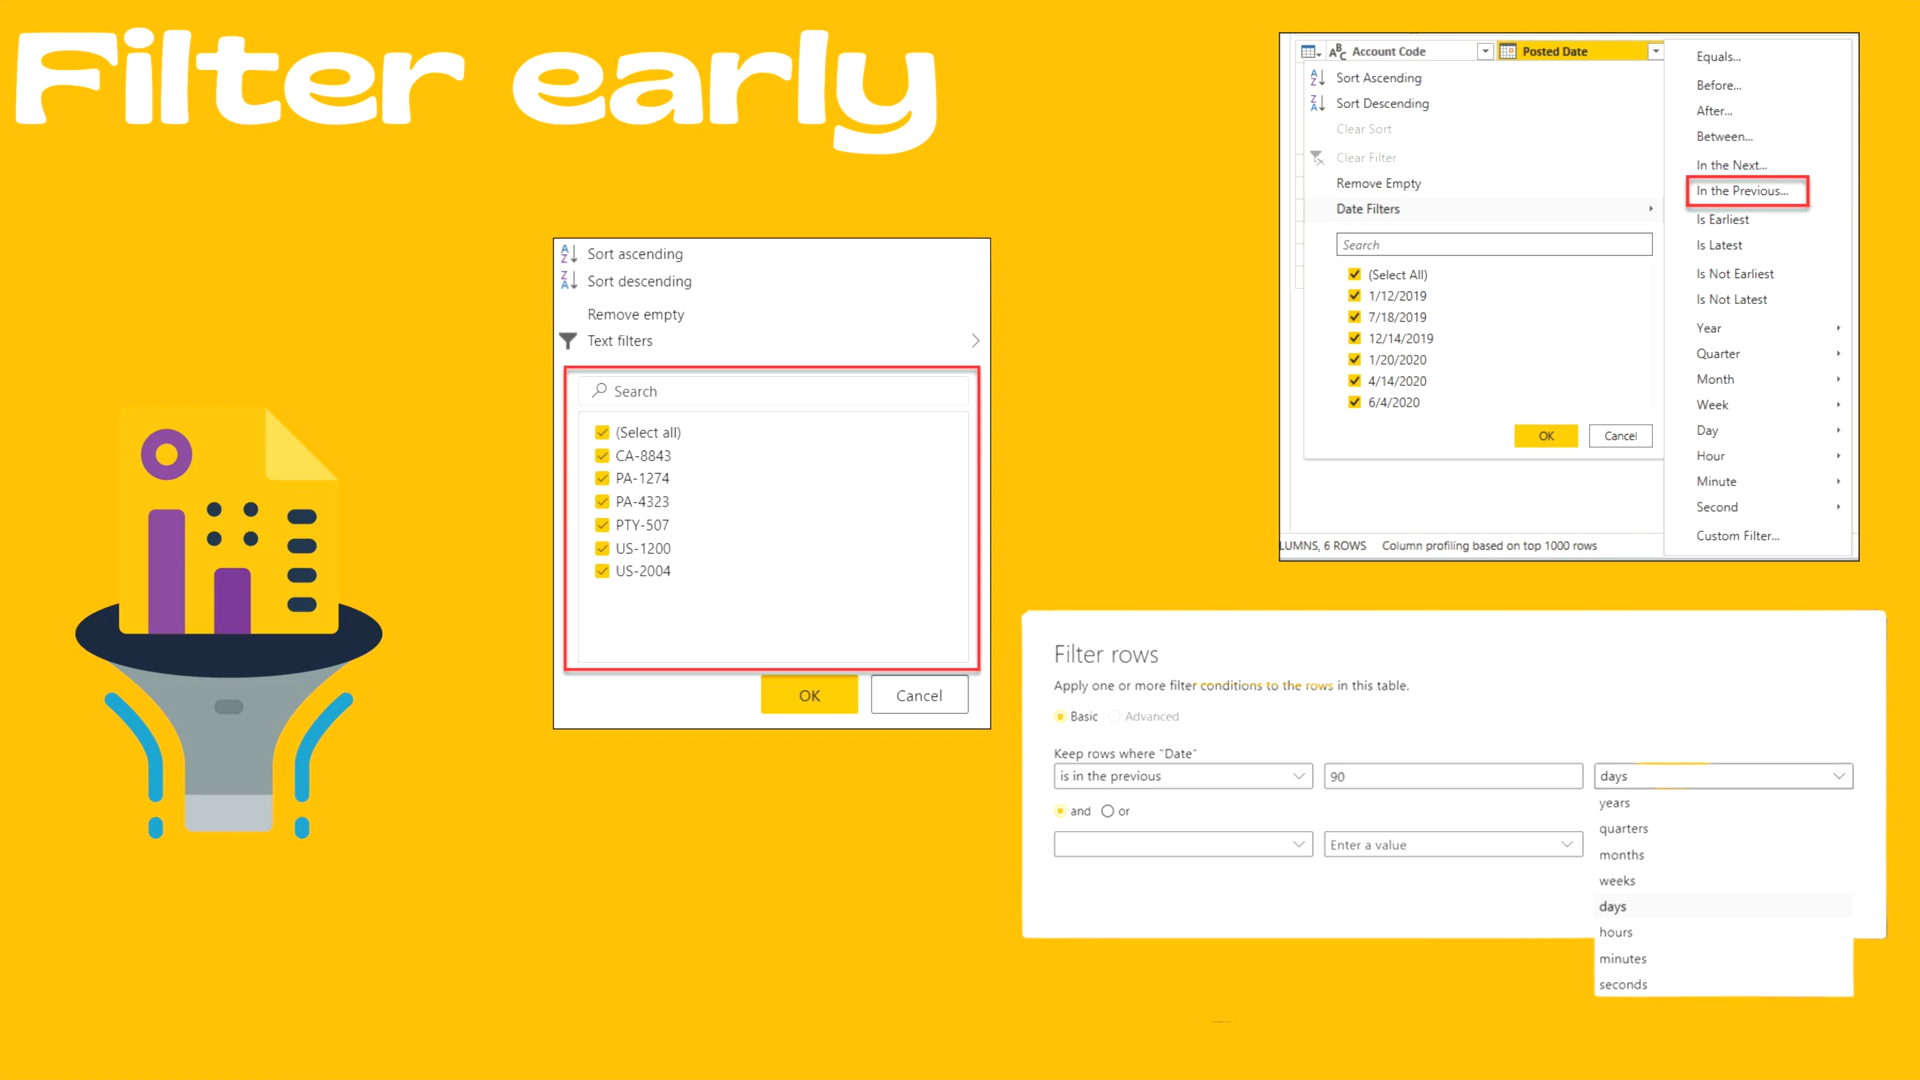 Filter early
Sort ascending
Sort descending
Remove empty
Text filters
Search
(Select all)
CA-8843
PA-1274
PA-4323
PTY-507
US-1200
US-2004
OK Cancel
Account Code Posted Date
Sort Ascending
Sort Descending
Clear Sort
Clear Filter
Remove Empty
Date Filters
Search
(Select All)
1/12/2019
7/18/2019
12/14/2019
1/20/2020
4/14/2020
6/4/2020
OK Cancel
LUMNS, 6 ROWS Column profiling based on top 1000 rows
Equals...
Before...
After...
Between...
In the Next...
In the Previous...
Is Earliest
Is Latest
Is Not Earliest
Is Not Latest
Year
Quarter
Month
Week
Day
Hour
Minute
Second
Custom Filter...
Filter rows
Apply one or more filter conditions to the rows in this table.
Basic Advanced
Keep rows where "Date"
is in the previous 90 days
and or
Enter a value
years
quarters
months
weeks
days
hours
minutes
seconds